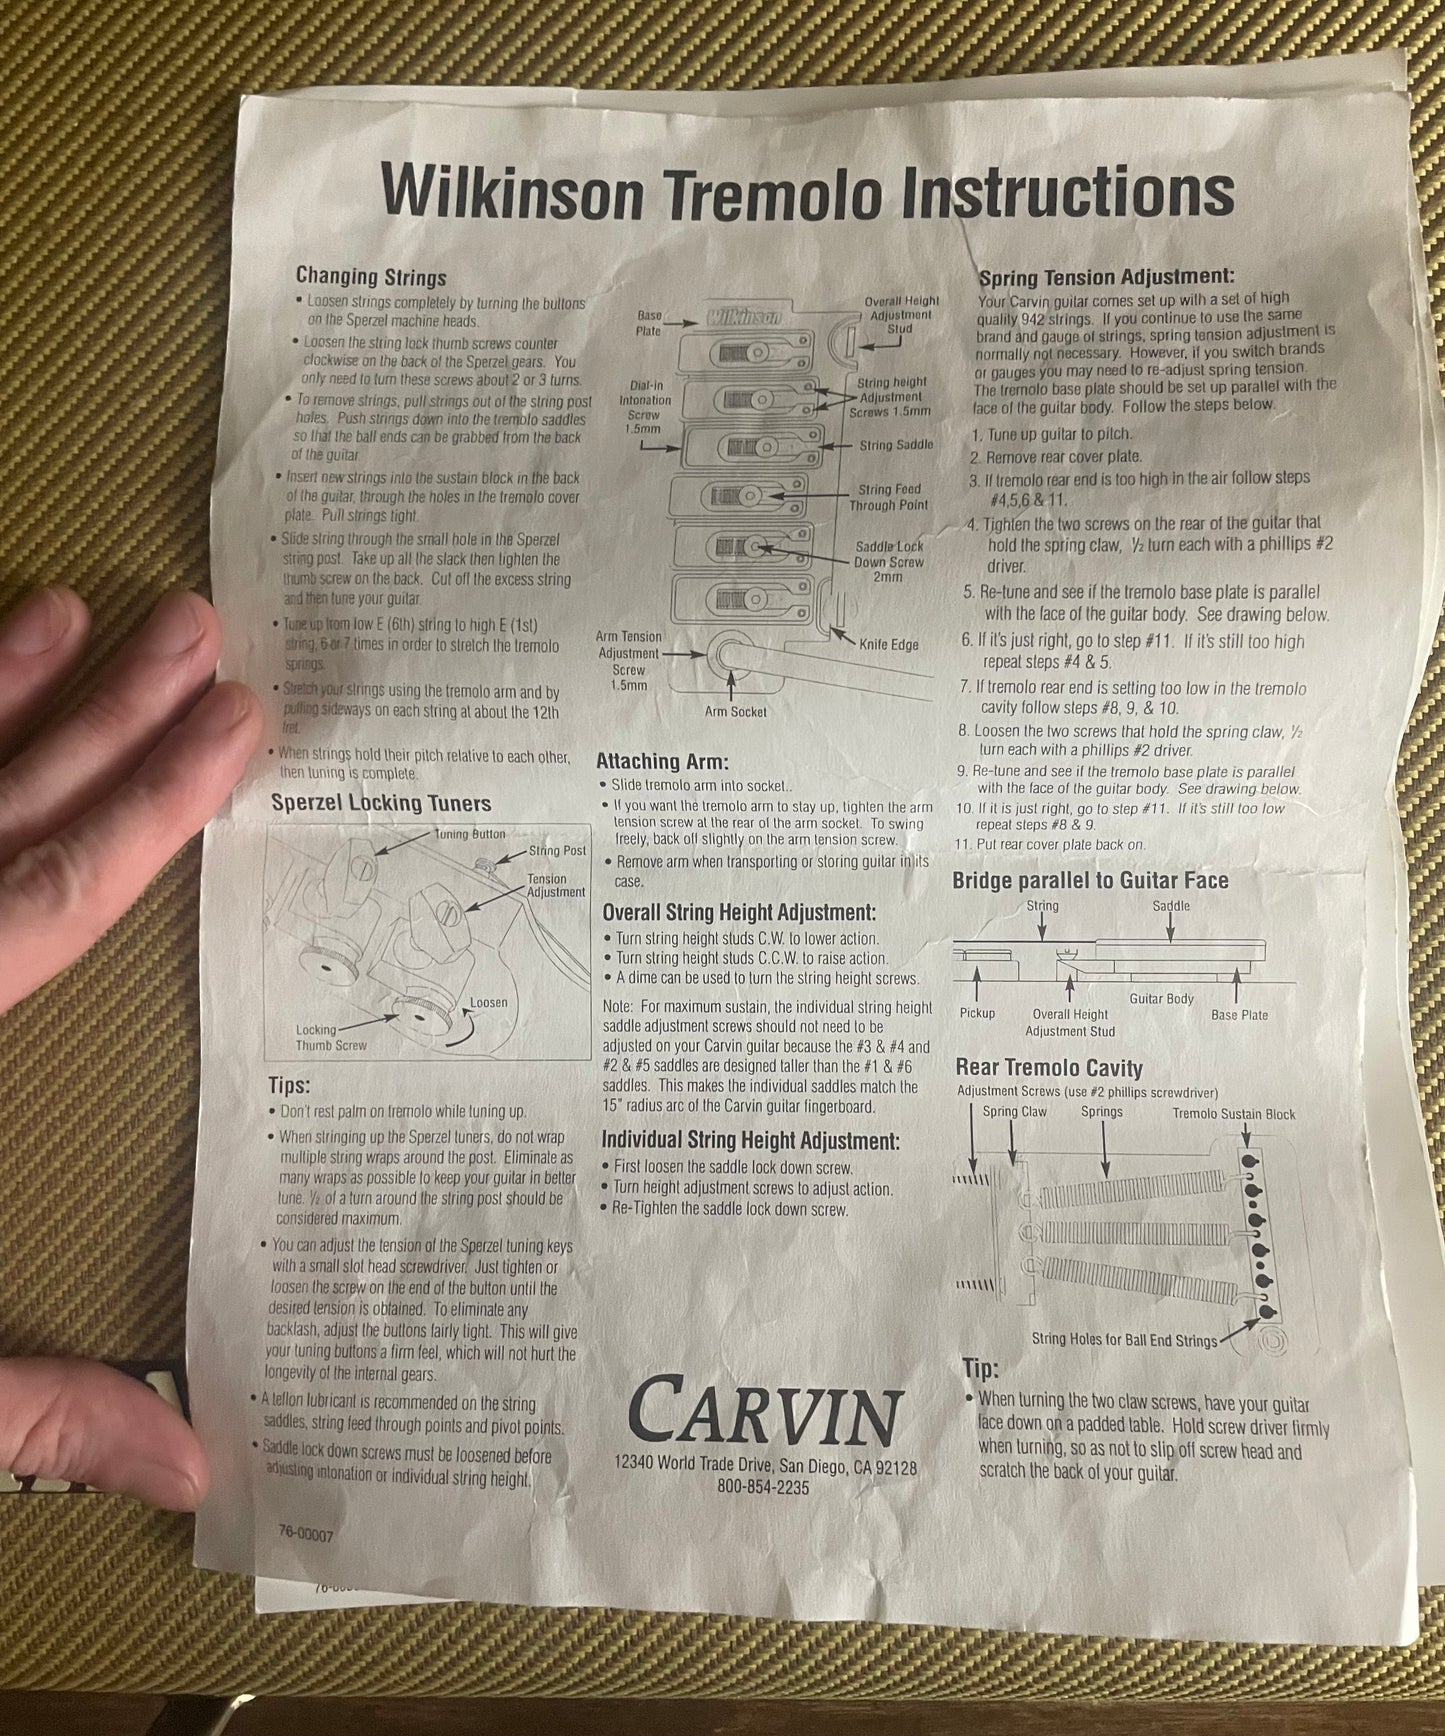 Wilkinson Tremolo Instructions
Changing Strings
• Loosen strings completely by turning the buttons
on the Sperzel machine heads.
• Loosen the string lock thumb screws counter
clockwise on the back of the Sperzel gears. You
only need to turn these screws about 2 or 3 turns.
• To remove strings, pull strings out of the string post
holes. Push strings down into the tremolo saddles
so that the ball ends can be grabbed from the back
of the guitar.
• Insert new strings into the sustain block in the back
of the guitar, through the holes in the tremolo cover
plate. Pull strings tight.
• Slide string through the small hole in the Sperzel
string post. Take up all the slack then tighten the
thumb screw on the back. Cut off the excess string
and then tune your guitar.
• Tune up from low E (6th) string to high E (1st)
string, 6 or 7 times in order to stretch the tremolo
springs.
• Stretch your strings using the tremolo arm and by
pulling sideways on each string at about the 12th
fret.
• When strings hold their pitch relative to each other,
then tuning is complete.
Sperzel Locking Tuners
Tuning Button
String Post
Tension
Adjustment
Loosen
Locking
Thumb Screw
Tips:
• Don't rest palm on tremolo while tuning up.
• When stringing up the Sperzel tuners, do not wrap
multiple string wraps around the post. Eliminate as
many wraps as possible to keep your guitar in better
tune. ½ of a turn around the string post should be
considered maximum.
• You can adjust the tension of the Sperzel tuning keys
with a small slot head screwdriver. Just tighten or
loosen the screw on the end of the button until the
desired tension is obtained. To eliminate any
backlash, adjust the buttons fairly tight. This will give
your tuning buttons a firm feel, which will not hurt the
longevity of the internal gears.
• A teflon lubricant is recommended on the string
saddles, string feed through points and pivot points.
• Saddle lock down screws must be loosened before
adjusting intonation or individual string height.
76-00007
Base
Plate
Wilkinson
Overall Height
Adjustment
Stud
Dial-in
Intonation
Screw
1.5mm
String height
Adjustment
Screws 1.5mm
String Saddle
String Feed
Through Point
Saddle Lock
Down Screw
2mm
Arm Tension
Adjustment
Screw
1.5mm
Knife Edge
Arm Socket
Attaching Arm:
• Slide tremolo arm into socket..
• If you want the tremolo arm to stay up, tighten the arm
tension screw at the rear of the arm socket. To swing
freely, back off slightly on the arm tension screw.
• Remove arm when transporting or storing guitar in its
case.
Overall String Height Adjustment:
• Turn string height studs C.W. to lower action.
• Turn string height studs C.C.W. to raise action.
• A dime can be used to turn the string height screws.
Note: For maximum sustain, the individual string height
saddle adjustment screws should not need to be
adjusted on your Carvin guitar because the #3 & #4 and
#2 & #5 saddles are designed taller than the #1 & #6
saddles. This makes the individual saddles match the
15" radius arc of the Carvin guitar fingerboard.
Individual String Height Adjustment:
• First loosen the saddle lock down screw.
• Turn height adjustment screws to adjust action.
• Re-Tighten the saddle lock down screw.
CARVIN
12340 World Trade Drive, San Diego, CA 92128
800-854-2235
Spring Tension Adjustment:
Your Carvin guitar comes set up with a set of high
quality 942 strings. If you continue to use the same
brand and gauge of strings, spring tension adjustment is
normally not necessary. However, if you switch brands
or gauges you may need to re-adjust spring tension.
The tremolo base plate should be set up parallel with the
face of the guitar body. Follow the steps below.
1. Tune up guitar to pitch.
2. Remove rear cover plate.
3. If tremolo rear end is too high in the air follow steps
#4,5,6 & 11.
4. Tighten the two screws on the rear of the guitar that
hold the spring claw, ½ turn each with a phillips #2
driver.
5. Re-tune and see if the tremolo base plate is parallel
with the face of the guitar body. See drawing below.
6. If it's just right, go to step #11. If it's still too high
repeat steps #4 & 5.
7. If tremolo rear end is setting too low in the tremolo
cavity follow steps #8, 9, & 10.
8. Loosen the two screws that hold the spring claw, ½
turn each with a phillips #2 driver.
9. Re-tune and see if the tremolo base plate is parallel
with the face of the guitar body. See drawing below.
10. If it is just right, go to step #11. If it's still too low
repeat steps #8 & 9.
11. Put rear cover plate back on.
Bridge parallel to Guitar Face
String
Saddle
Pickup
Overall Height
Adjustment Stud
Guitar Body
Base Plate
Rear Tremolo Cavity
Adjustment Screws (use #2 phillips screwdriver)
Spring Claw
Springs
Tremolo Sustain Block
String Holes for Ball End Strings
Tip:
• When turning the two claw screws, have your guitar
face down on a padded table. Hold screw driver firmly
when turning, so as not to slip off screw head and
scratch the back of your guitar.